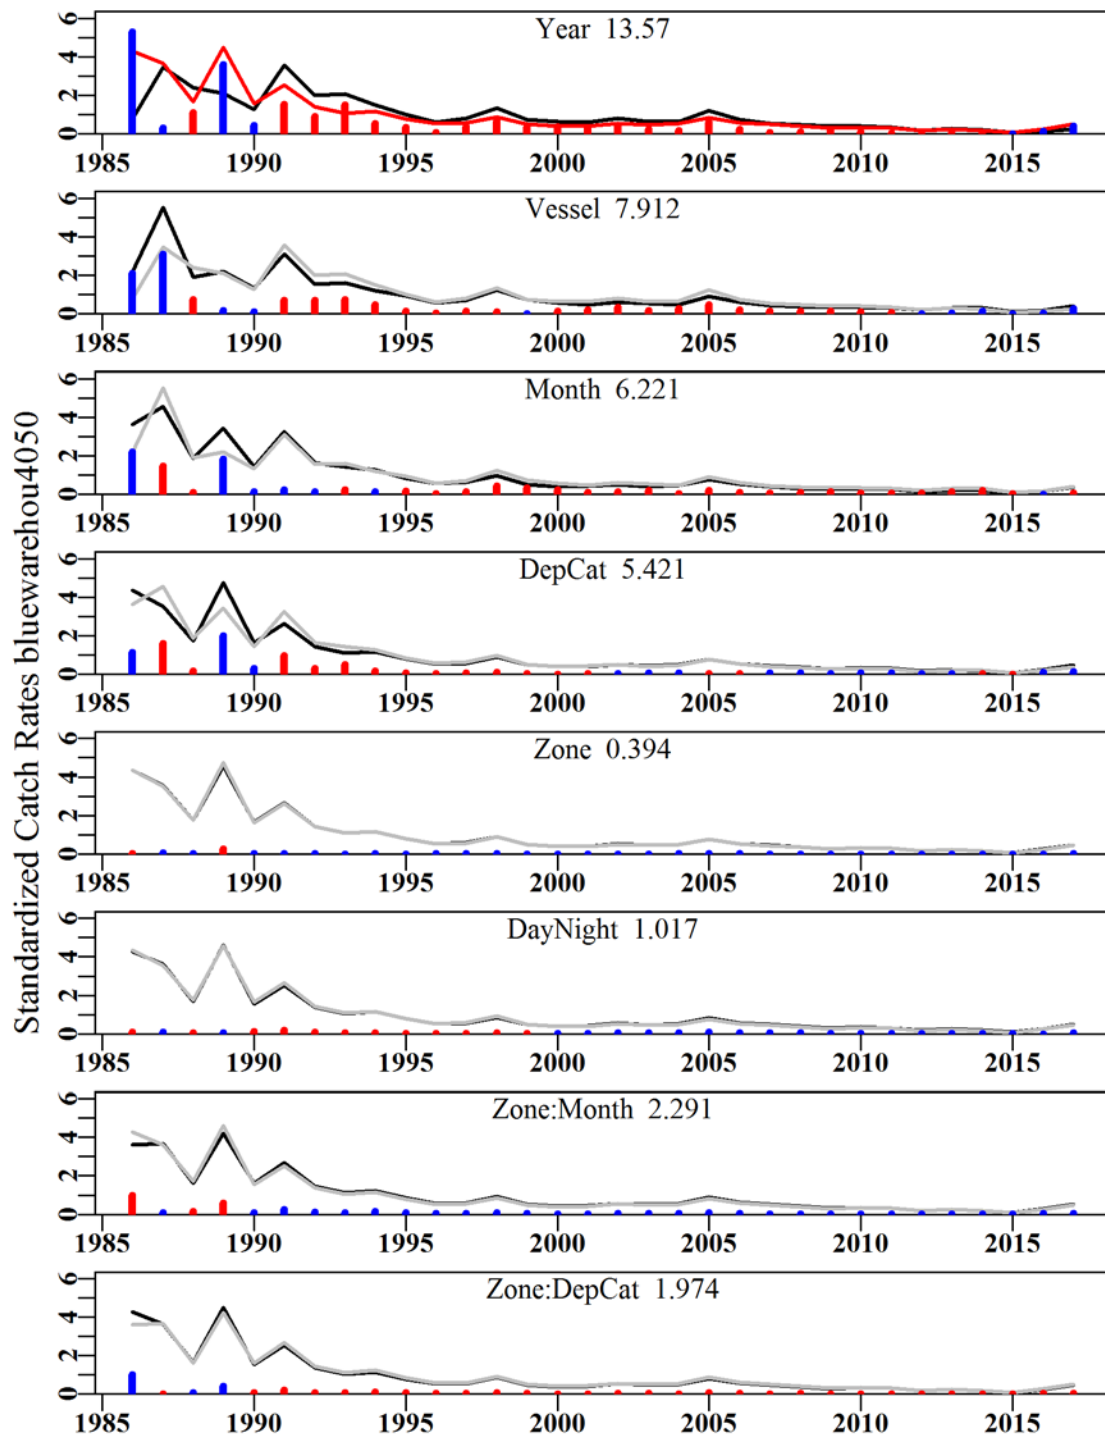 Standardized Catch Rates bluewarehou4050
Year 13.57
0 2 4 6
1985 1990 1995 2000 2005 2010 2015
Vessel 7.912
0 2 4 6
1985 1990 1995 2000 2005 2010 2015
Month 6.221
0 2 4 6
1985 1990 1995 2000 2005 2010 2015
DepCat 5.421
0 2 4 6
1985 1990 1995 2000 2005 2010 2015
Zone 0.394
0 2 4 6
1985 1990 1995 2000 2005 2010 2015
DayNight 1.017
0 2 4 6
1985 1990 1995 2000 2005 2010 2015
Zone:Month 2.291
0 2 4 6
1985 1990 1995 2000 2005 2010 2015
Zone:DepCat 1.974
0 2 4 6
1985 1990 1995 2000 2005 2010 2015